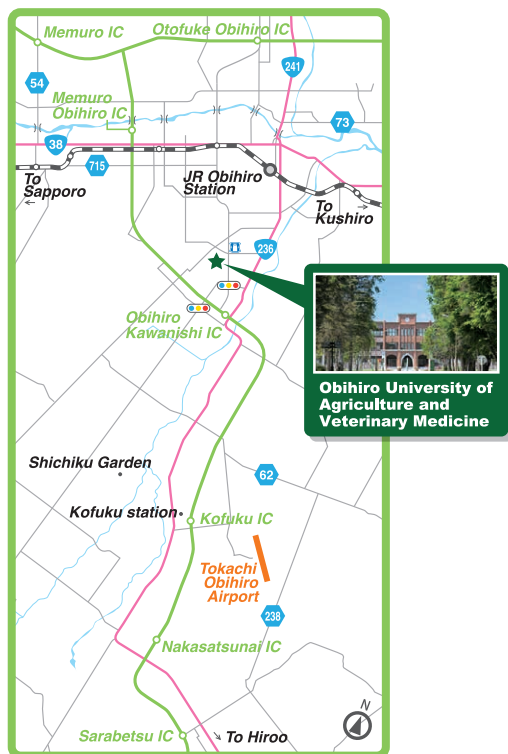 Memuro IC
Otofuke Obihiro IC
241
54
Memuro
Obihiro IC
73
38
715
To
Sapporo
JR Obihiro
Station
To
Kushiro
236
Obihiro
Kawanishi IC
Obihiro University of
Agriculture and
Veterinary Medicine
Shichiku Garden
62
Kofuku station
Kofuku IC
Tokachi
Obihiro
Airport
238
Nakasatsunai IC
N
Sarabetsu IC
To Hiroo